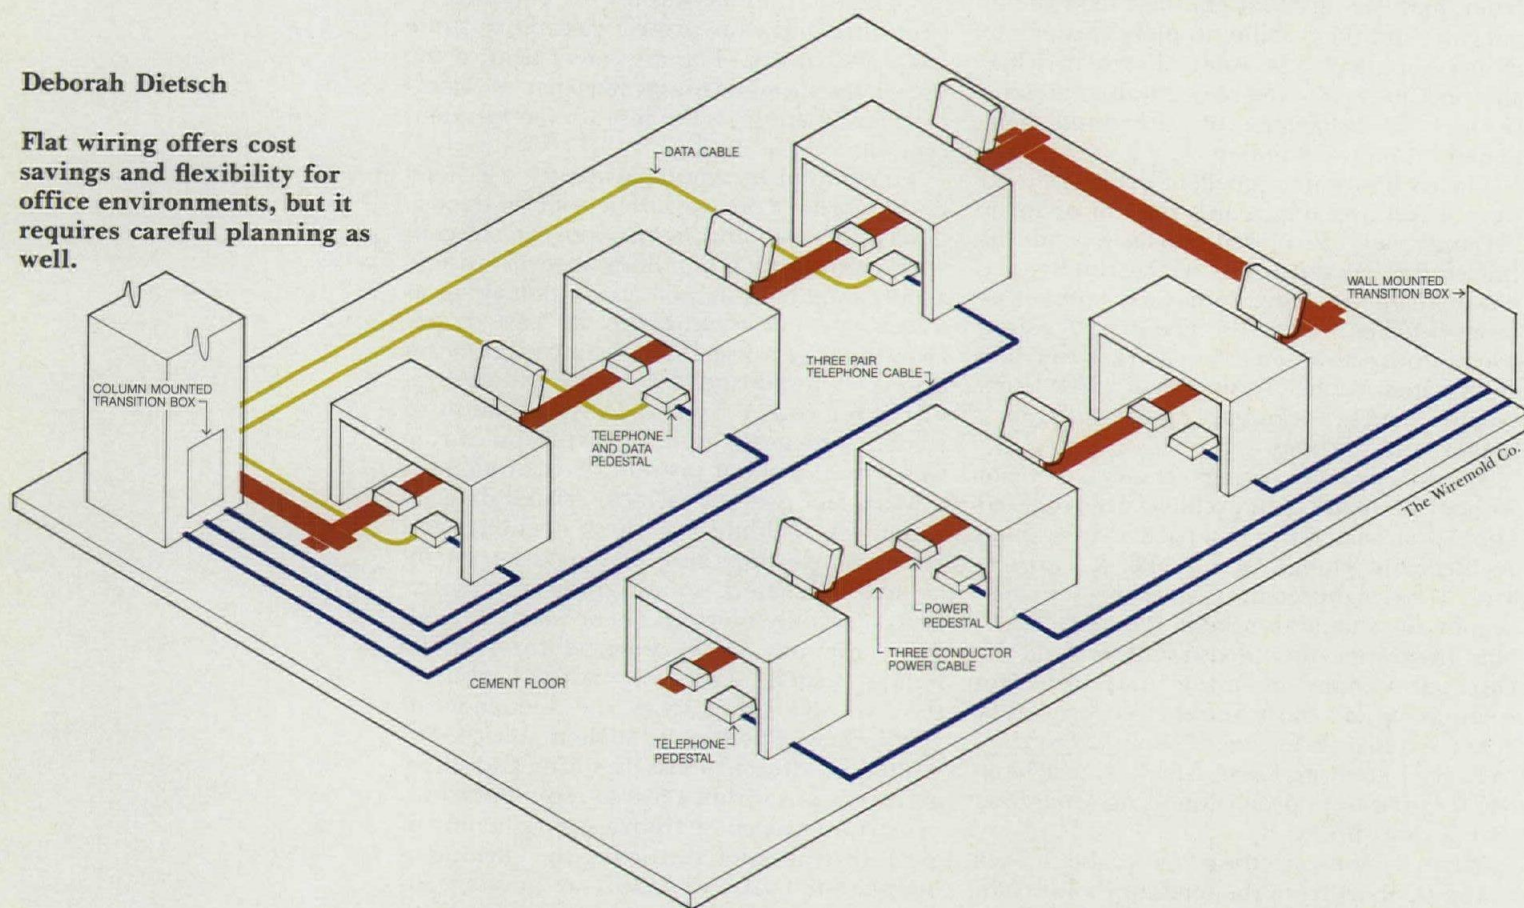 Deborah Dietsch
Flat wiring offers cost
savings and flexibility for
office environments, but it
requires careful planning as
well.
DATA CABLE
WALL MOUNTED
TRANSITION BOX
THREE PAIR
TELEPHONE CABLE
COLUMN MOUNTED
TRANSITION BOX
TELEPHONE
AND DATA
PEDESTAL
The Wiremold Co.
POWER
PEDESTAL
THREE CONDUCTOR
POWER CABLE
CEMENT FLOOR
TELEPHONE
PEDESTAL